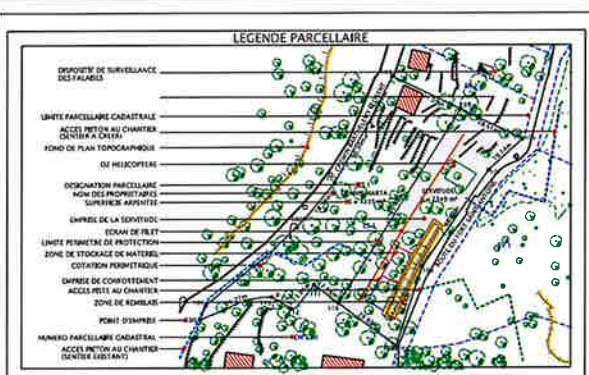 LEGENDE PARCELLAIRE
DISPOSITIF DE SURVEILLANCE
DES FALAISES
LIMITE PARCELLAIRE CADASTRALE
ACCES PIETON AU CHANTIER
(SENTIER A CREER)
FOND DE PLAN TOPOGRAPHIQUE
DZ HELICOPTERE
DESIGNATION PARCELLAIRE
NOM DES PROPRIETAIRES
SUPERFICIE ARPENTEE
EMPRISE DE LA SERVITUDE
ECRAN DE FILET
LIMITE PERIMETRE DE PROTECTION
ZONE DE STOCKAGE DE MATERIEL
COTATION PERIMETRIQUE
EMPRISE DE CONFORTEMENT
ACCES PISTE AU CHANTIER
ZONE DE REMBLAIS
POINT D'EMPRISE
NUMERO PARCELLAIRE CADASTRAL
ACCES PIETON AU CHANTIER
(SENTIER EXISTANT)
SERVITUDE